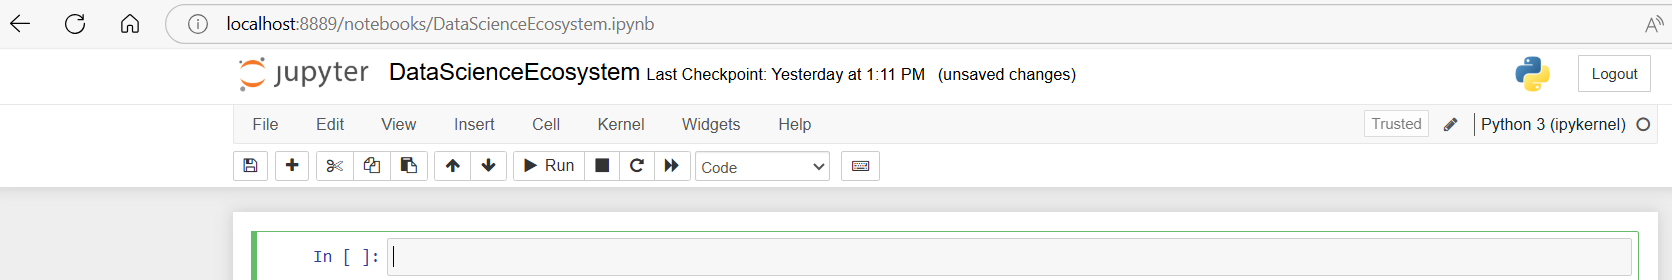 localhost:8889/notebooks/DataScienceEcosystem.ipynb A
jupyter DataScienceEcosystem Last Checkpoint: Yesterday at 1:11 PM (unsaved changes) Logout
File Edit View Insert Cell Kernel Widgets Help Trusted Python 3 (ipykernel)
Run Code
In [ ]: